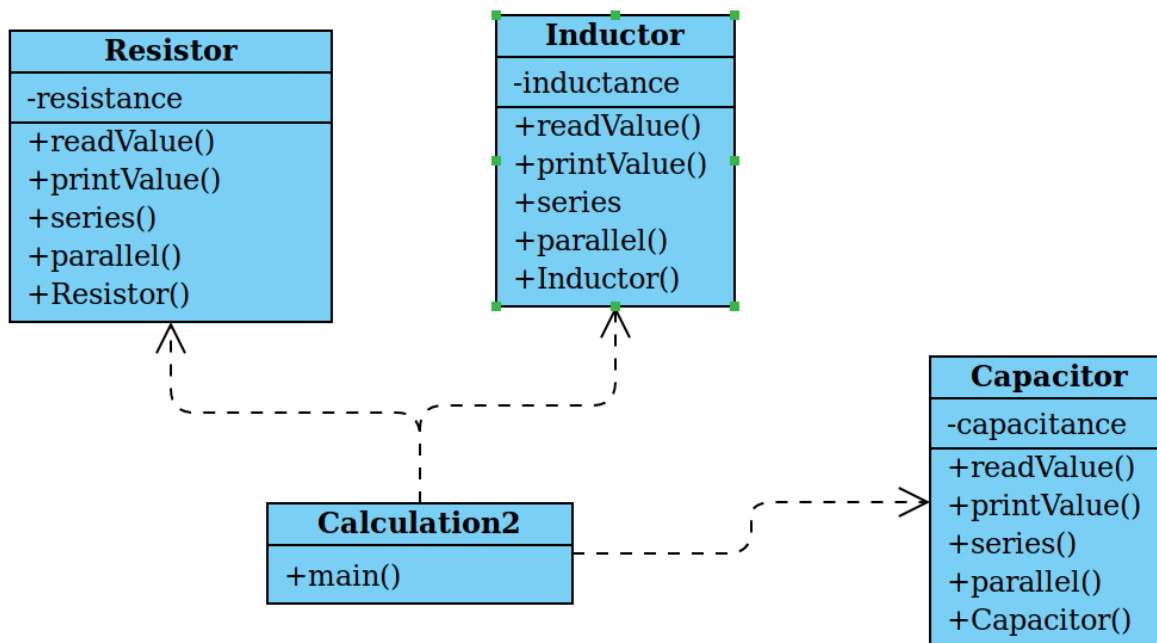 Resistor
-resistance
+readValue()
+printValue()
+series()
+parallel()
+Resistor()
Inductor
-inductance
+readValue()
+printValue()
+series
+parallel()
+Inductor()
Calculation2
+main()
Capacitor
-capacitance
+readValue()
+printValue()
+series()
+parallel()
+Capacitor()